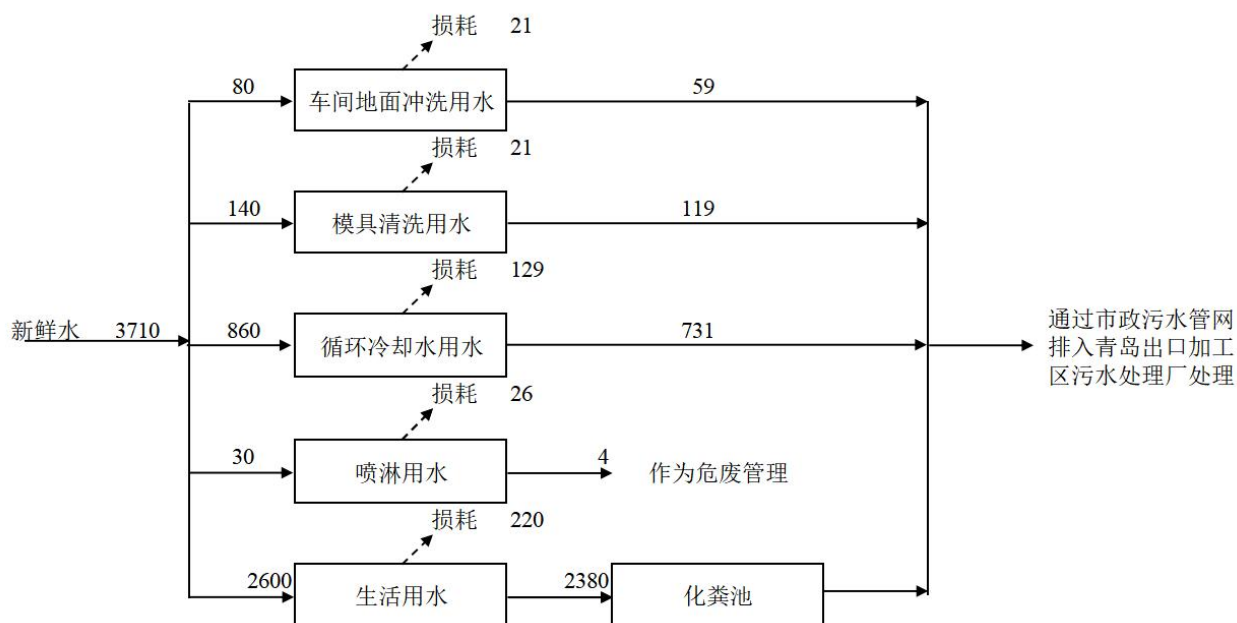 损耗 21
80 车间地面冲洗用水 59
损耗 21
140 模具清洗用水 119
损耗 129
新鲜水 3710 860 循环冷却水用水 731
通过市政污水管网
排入青岛出口加工
区污水处理厂处理
损耗 26
30 喷淋用水 4 作为危废管理
损耗 220
2600 生活用水 2380 化粪池